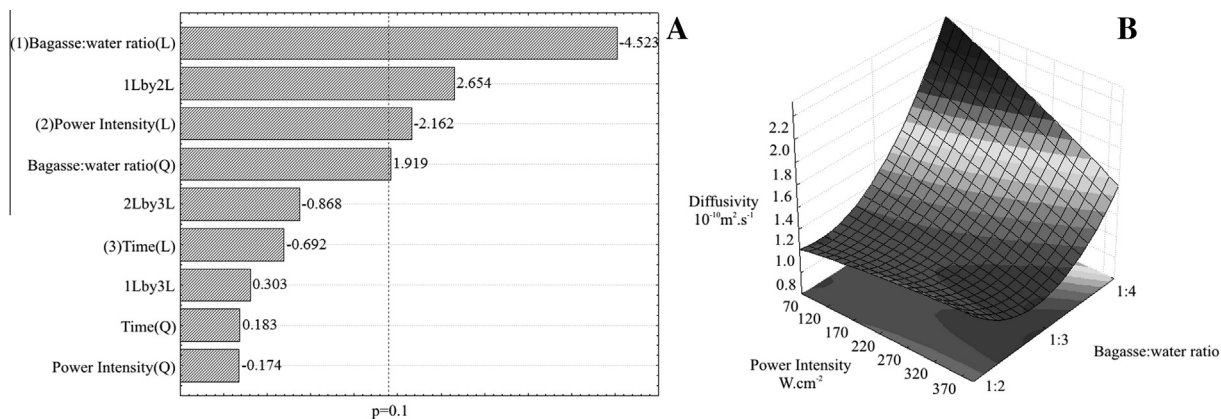 A
(1)Bagasse:water ratio(L)
-4.523
1Lby2L
2.654
(2)Power Intensity(L)
-2.162
Bagasse:water ratio(Q)
1.919
2Lby3L
-0.868
(3)Time(L)
-0.692
1Lby3L
0.303
Time(Q)
0.183
Power Intensity(Q)
-0.174
p=0.1
B
2.2
2.0
1.8
1.6
1.4
1.2
1.0
0.8
Diffusivity
10⁻¹⁰m².s⁻¹
70
120
170
220
270
320
370
Power Intensity
W.cm⁻²
1:2
1:3
1:4
Bagasse:water ratio